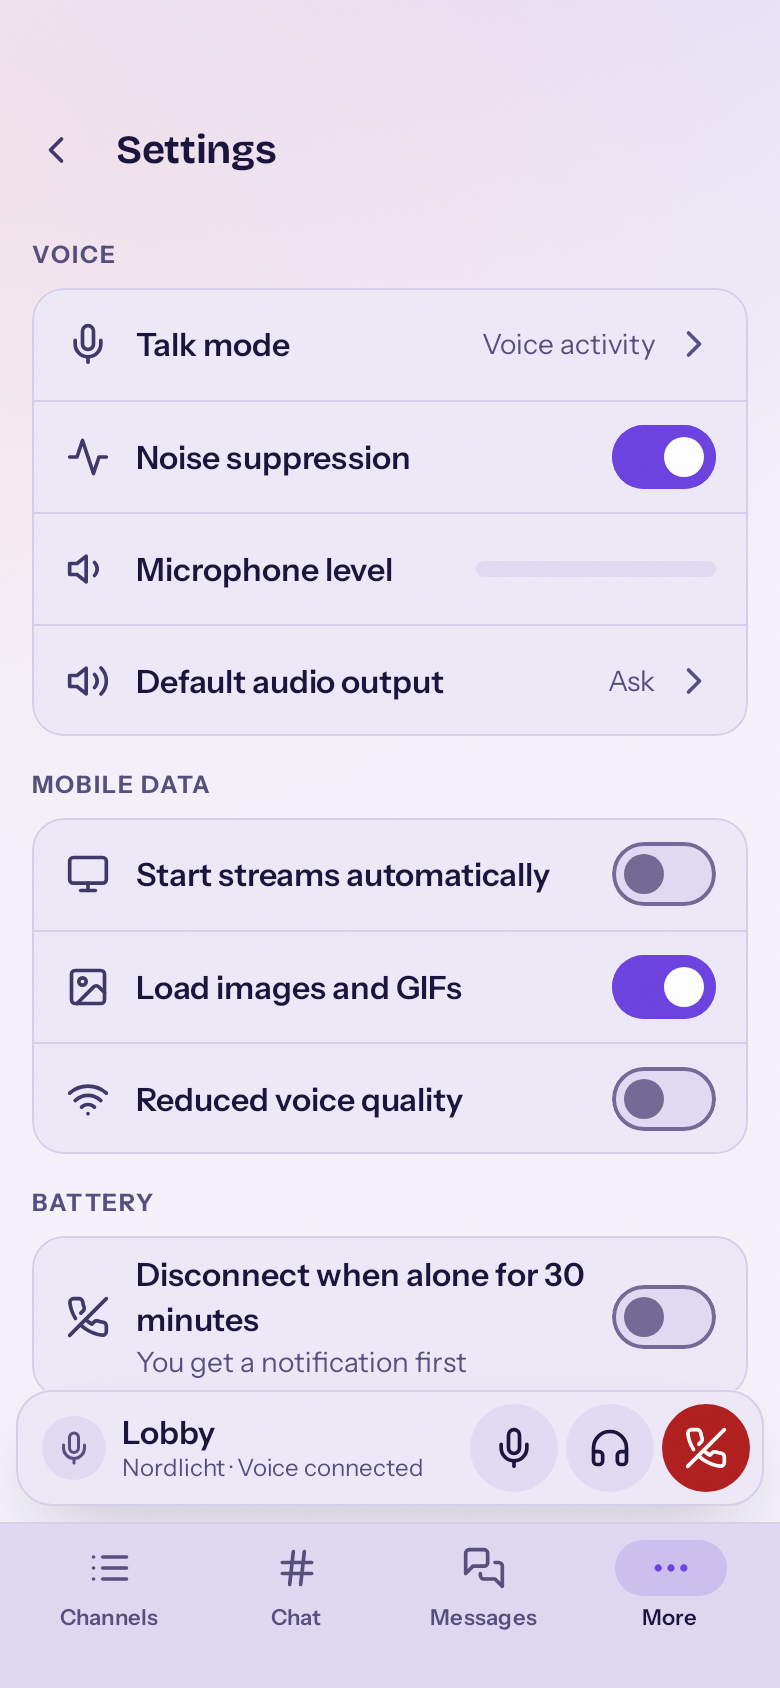 Settings
VOICE
Talk mode
Voice activity
Noise suppression
Microphone level
Default audio output
Ask
MOBILE DATA
Start streams automatically
Load images and GIFs
Reduced voice quality
BATTERY
Disconnect when alone for 30
minutes
You get a notification first
Lobby
Nordlicht · Voice connected
Channels
Chat
Messages
More